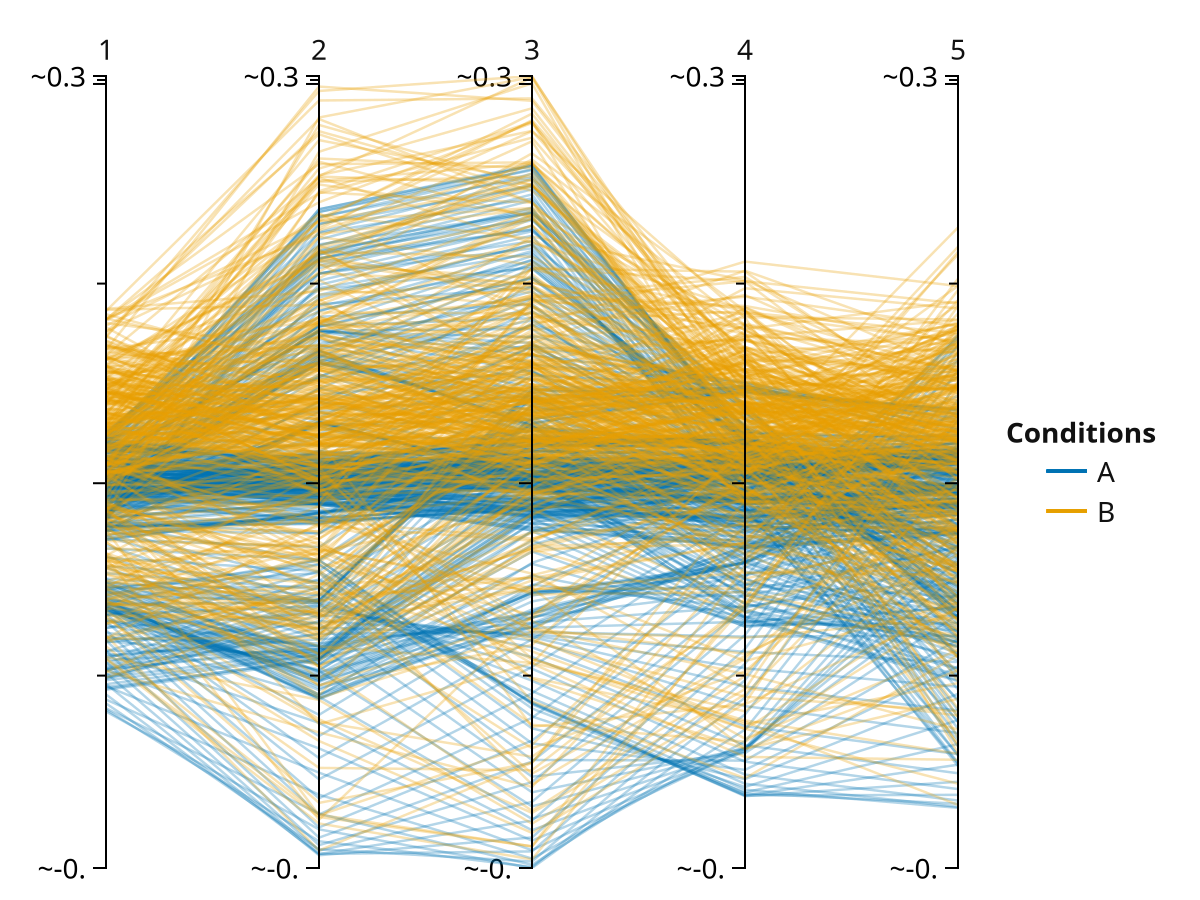 1 2 3 4 5
~0.3 ~0.3 ~0.3 ~0.3 ~0.3
Conditions
A
B
~-0. ~-0. ~-0. ~-0. ~-0.